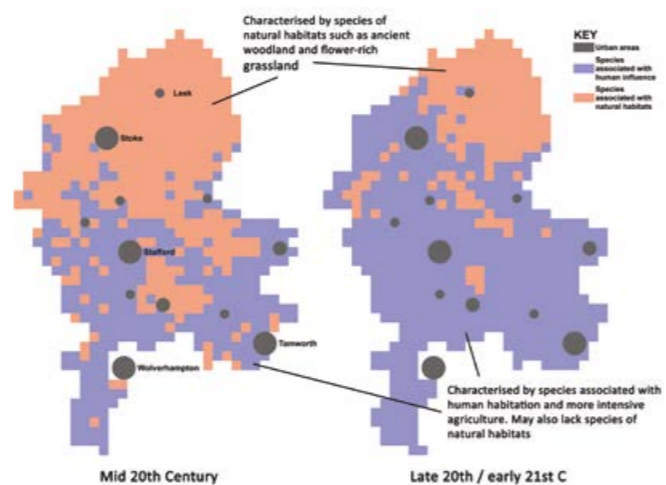 Characterised by species of
natural habitats such as ancient
woodland and flower-rich
grassland
KEY
Urban areas
Species
associated with
human influence
Species
associated with
natural habitats
Leek
Stoke
Stafford
Tamworth
Wolverhampton
Characterised by species associated with
human habitation and more intensive
agriculture. May also lack species of
natural habitats
Mid 20th Century
Late 20th / early 21st C